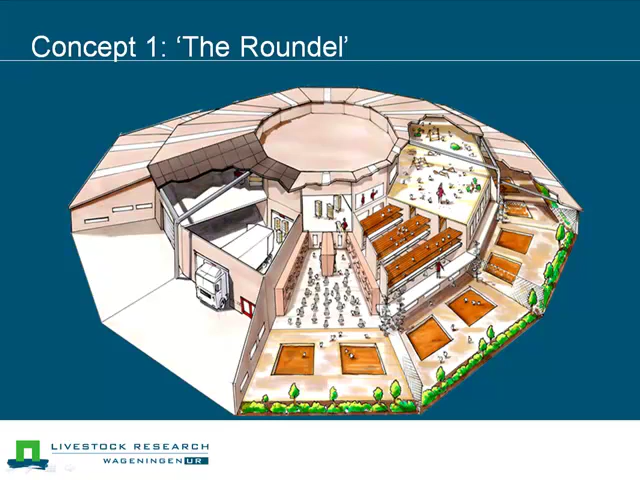 Concept 1: ‘The Roundel’
LIVESTOCK RESEARCH
WAGENINGEN UR